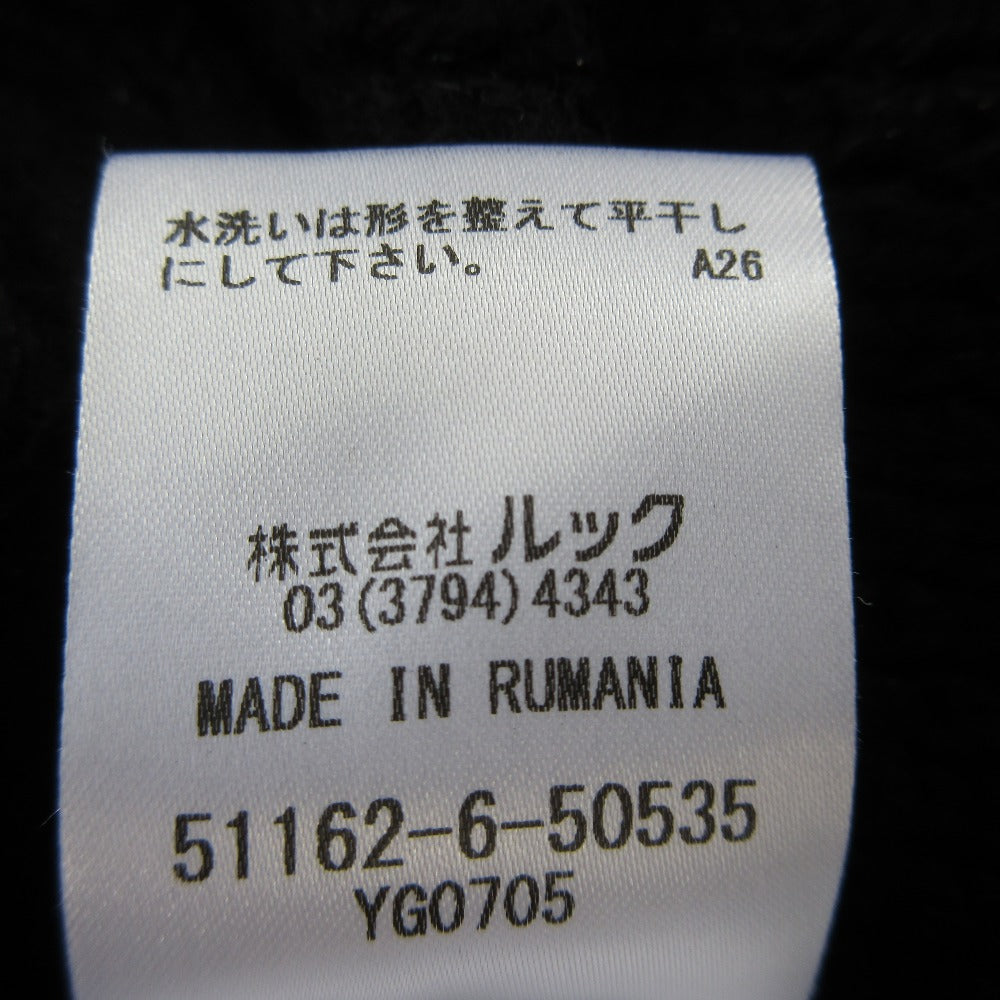 水洗いは形を整えて平干し
にして下さい。 A26
株式会社 ルック
03(3794)4343
MADE IN RUMANIA
51162-6-50535
YG0705